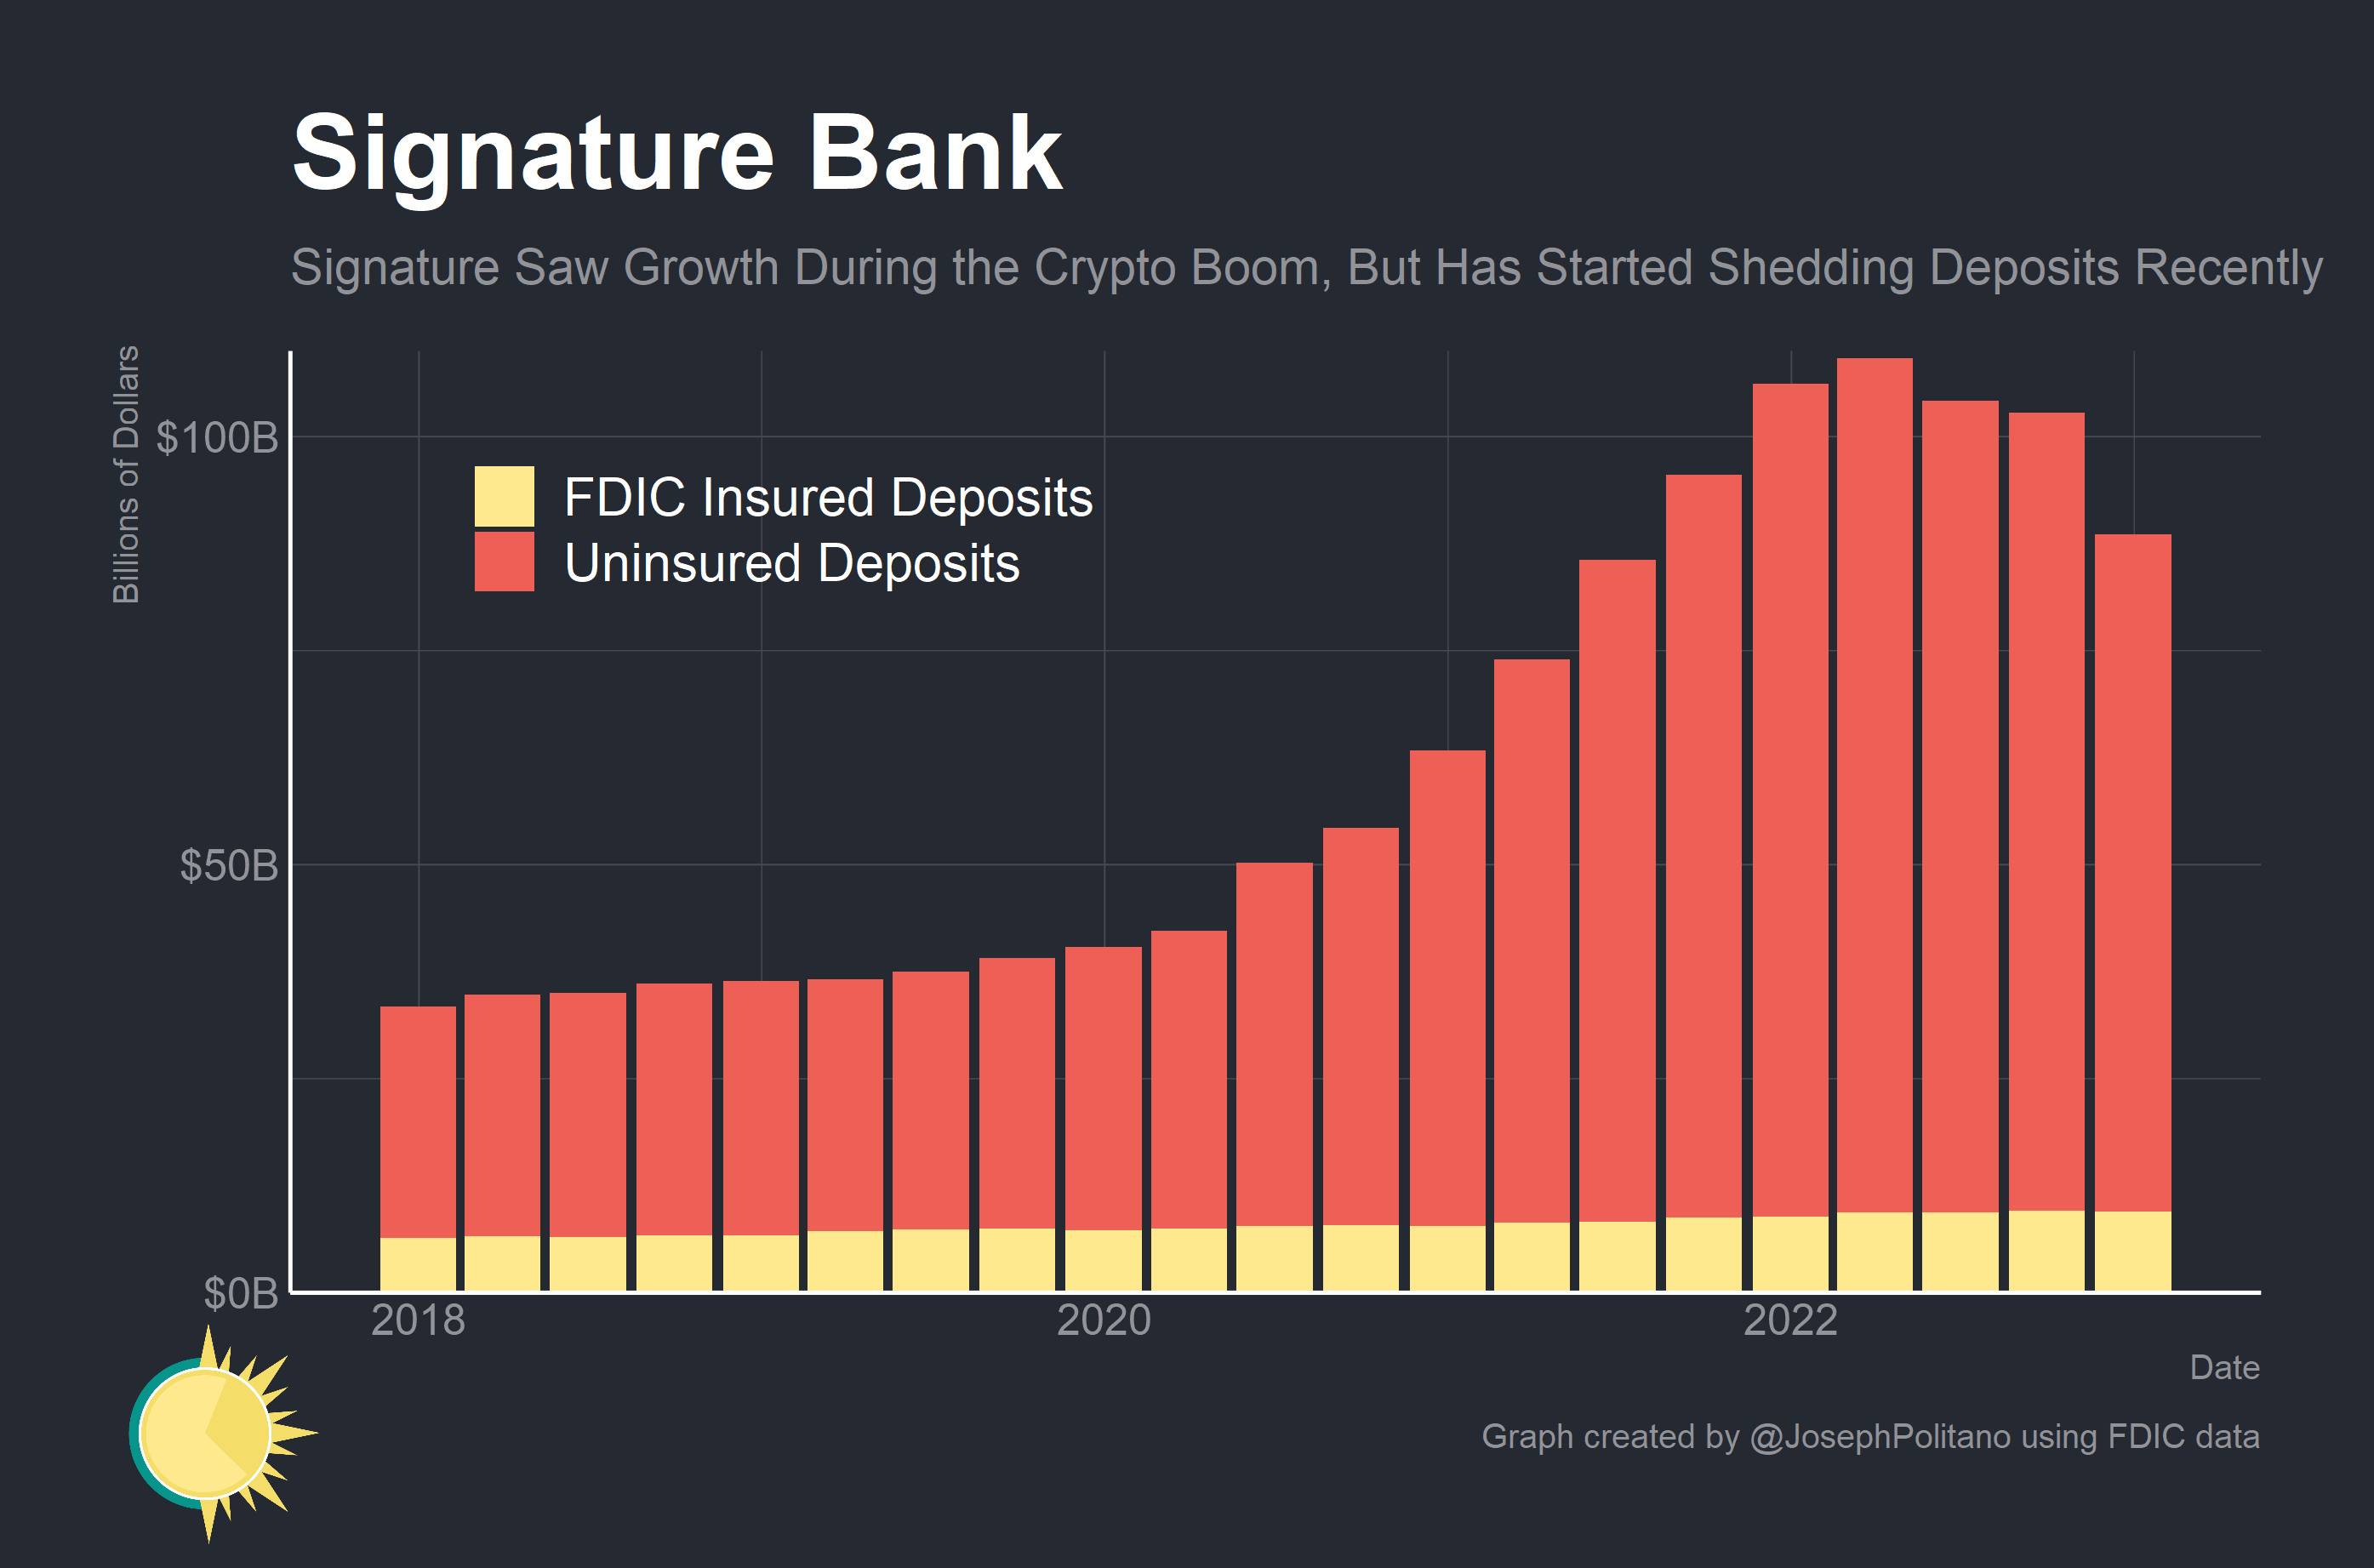 Signature Bank
Signature Saw Growth During the Crypto Boom, But Has Started Shedding Deposits Recently
Billions of Dollars
$100B
FDIC Insured Deposits
Uninsured Deposits
$50B
$0B
2018
2020
2022
Date
Graph created by @JosephPolitano using FDIC data